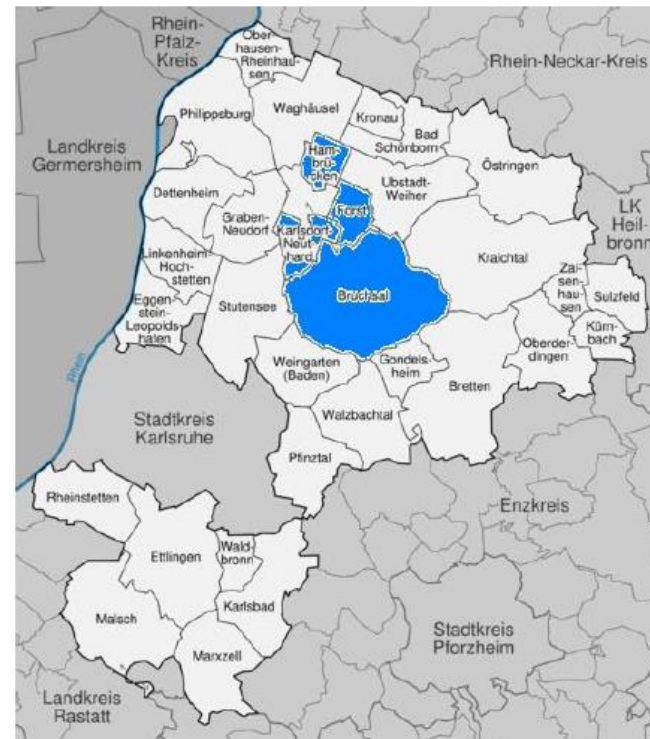 Rhein-
Pfalz-
Kreis
Ober
hausen-
Rheinhau-
sen
Rhein-Neckar-Kreis
Philippsburg
Waghäusel
Kronau
Bad
Schönborn
Landkreis
Germersheim
Ham-
brü-
cken
Östringen
Ubstadt-
Weiher
Dettenheim
Forst
LK
Heil-
bronn
Graben-
Neudorf
Karlsdorf-
Neut
hard
Kraichtal
Linkenheim-
Hoch-
stetten
Zai-
sen-
hau-
sen
Sulzfeld
Eggen-
stein-
Leopolds-
hafen
Stutensee
Bruchsal
Kürn-
bach
Oberder-
dingen
Weingarten
(Baden)
Gondels-
heim
Bretten
Rhein
Walzbachtal
Stadtkreis
Karlsruhe
Pfinztal
Rheinstetten
Enzkreis
Ettlingen
Wald-
bronn
Karlsbad
Malsch
Stadtkreis
Pforzheim
Marxzell
Landkreis
Rastatt